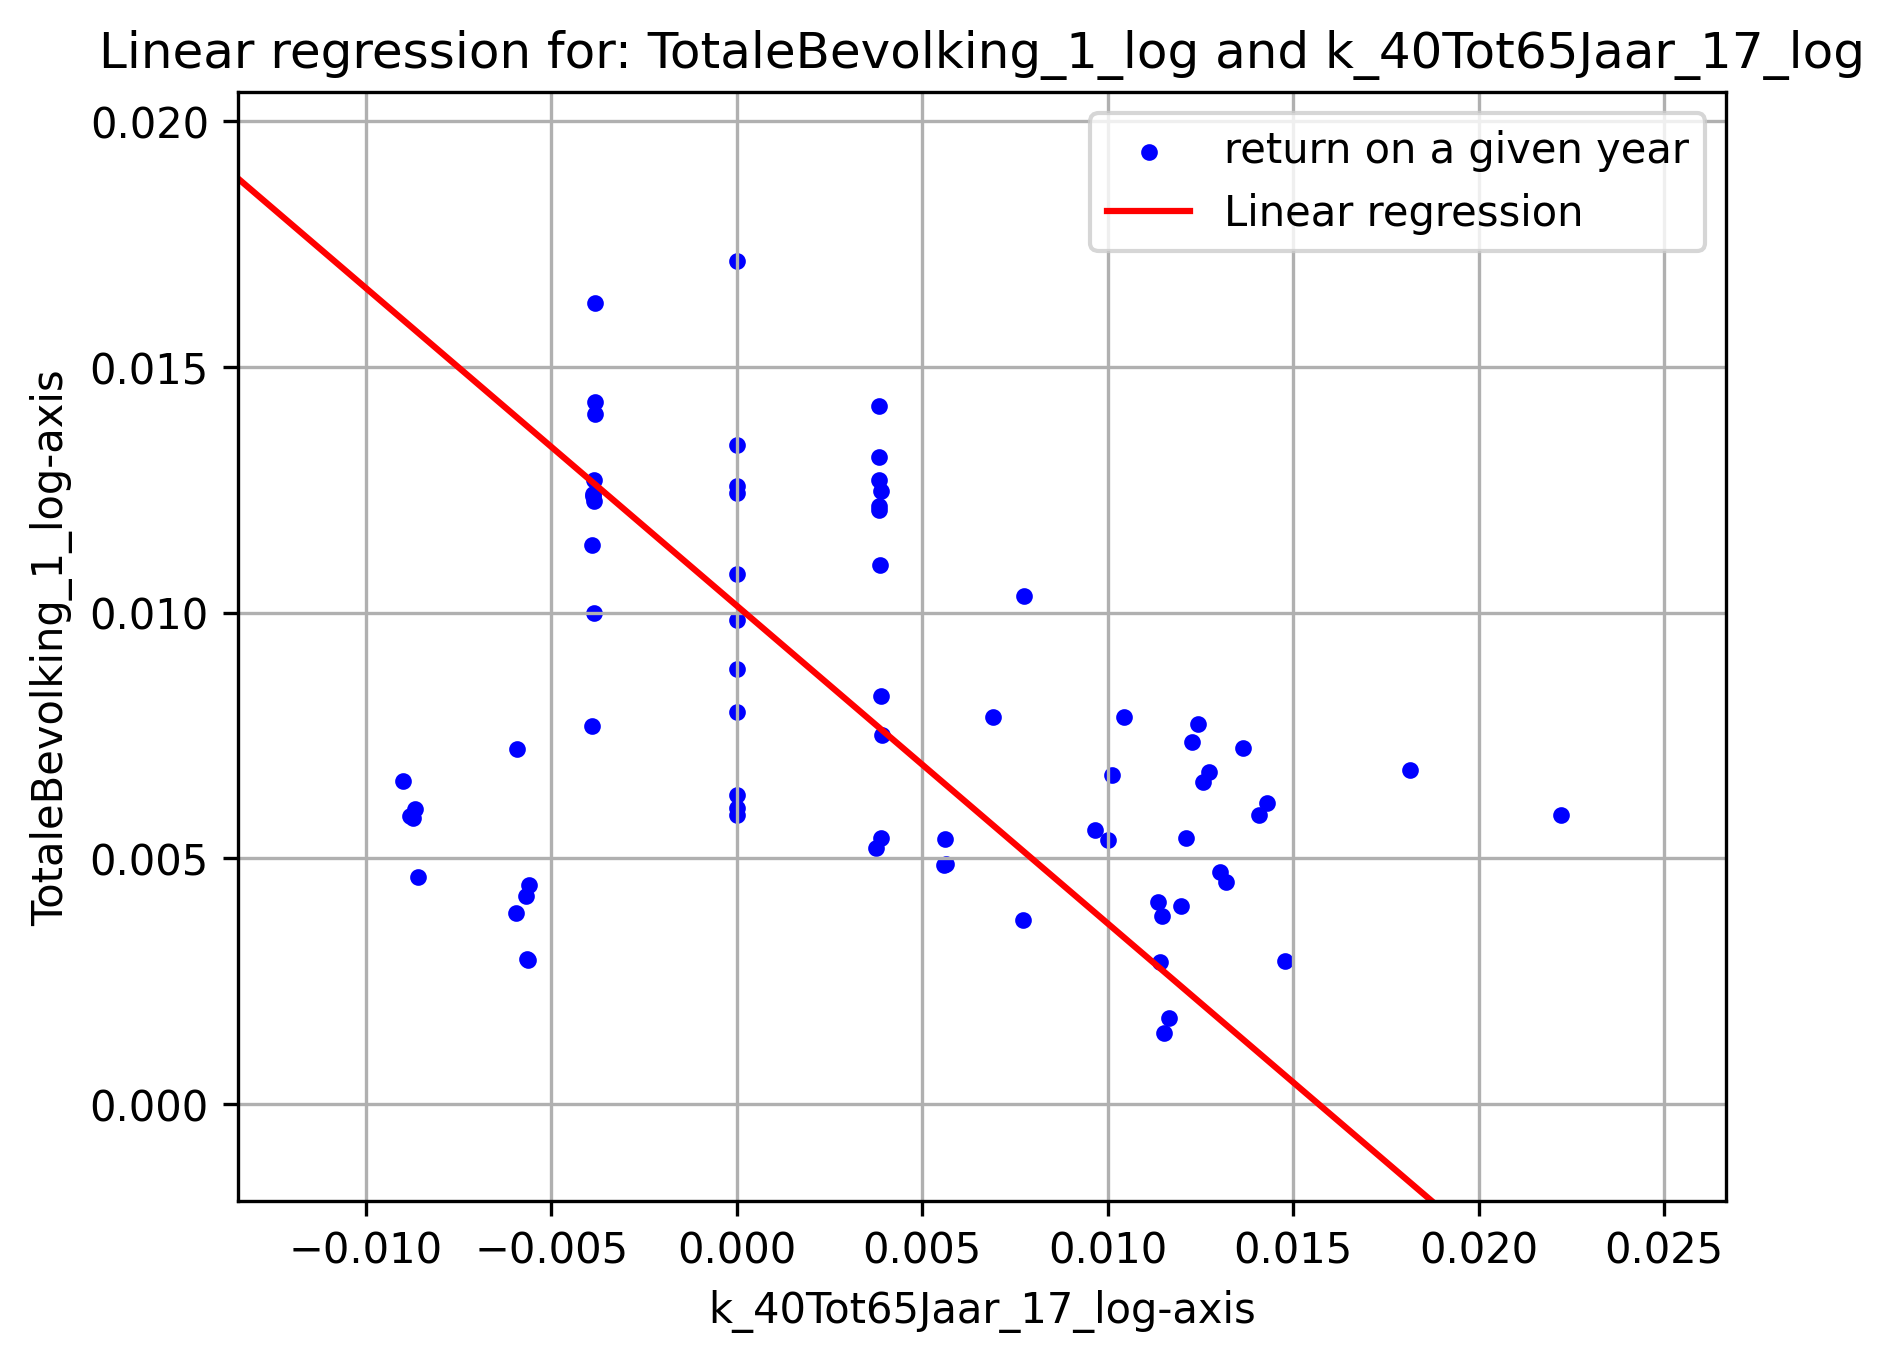 Linear regression for: TotaleBevolking_1_log and k_40Tot65Jaar_17_log
return on a given year
Linear regression
0.020
0.015
0.010
0.005
0.000
TotaleBevolking_1_log-axis
−0.010 −0.005 0.000 0.005 0.010 0.015 0.020 0.025
k_40Tot65Jaar_17_log-axis